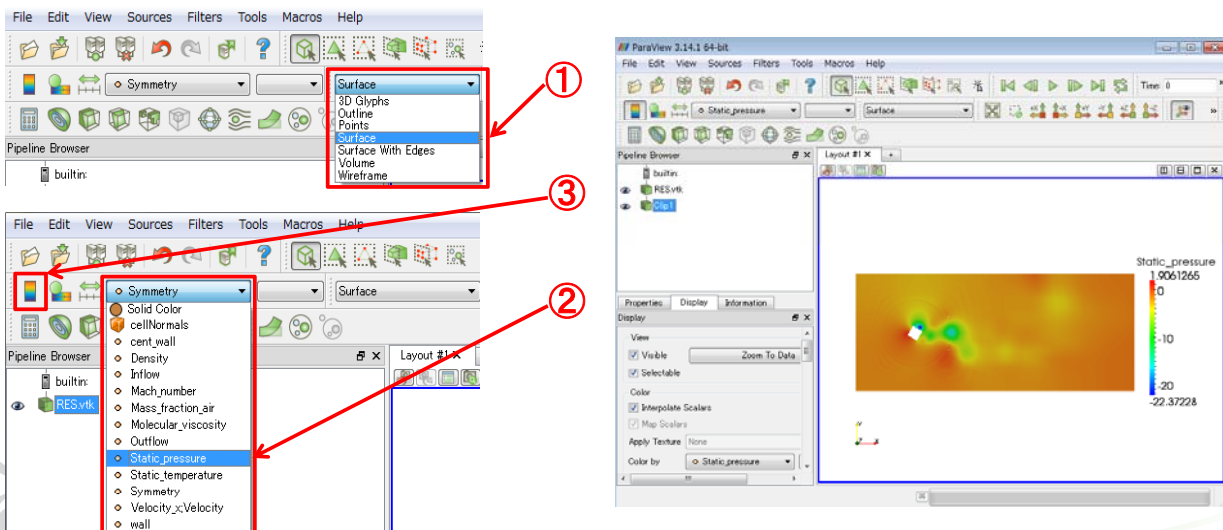 File Edit View Sources Filters Tools Macros Help
Symmetry
Surface
3D Glyphs
Outline
Points
Surface
Surface With Edges
Volume
Wireframe
Pipeline Browser
builtin:
①
③
File Edit View Sources Filters Tools Macros Help
Symmetry
Surface
Solid Color
cellNormals
cent_wall
Density
Inflow
Mach_number
Mass_fraction_air
Molecular_viscosity
Outflow
Static_pressure
Static_temperature
Symmetry
Velocity_x;Velocity
wall
Pipeline Browser
Layout #1 X
builtin:
RES.vtk
②
ParaView 3.14.1 64-bit
File Edit View Sources Filters Tools Macros Help
Time: 0
Static_pressure
Surface
Pipeline Browser
Layout #1 X
builtin:
RES.vtk
Clip1
Properties Display Information
Display
View
Visible
Zoom To Data
Selectable
Color
Interpolate Scalars
Map Scalars
Apply Texture None
Color by
Static_pressure
Static_pressure
1.9061265
0
-10
-20
-22.37228
Y
Z X